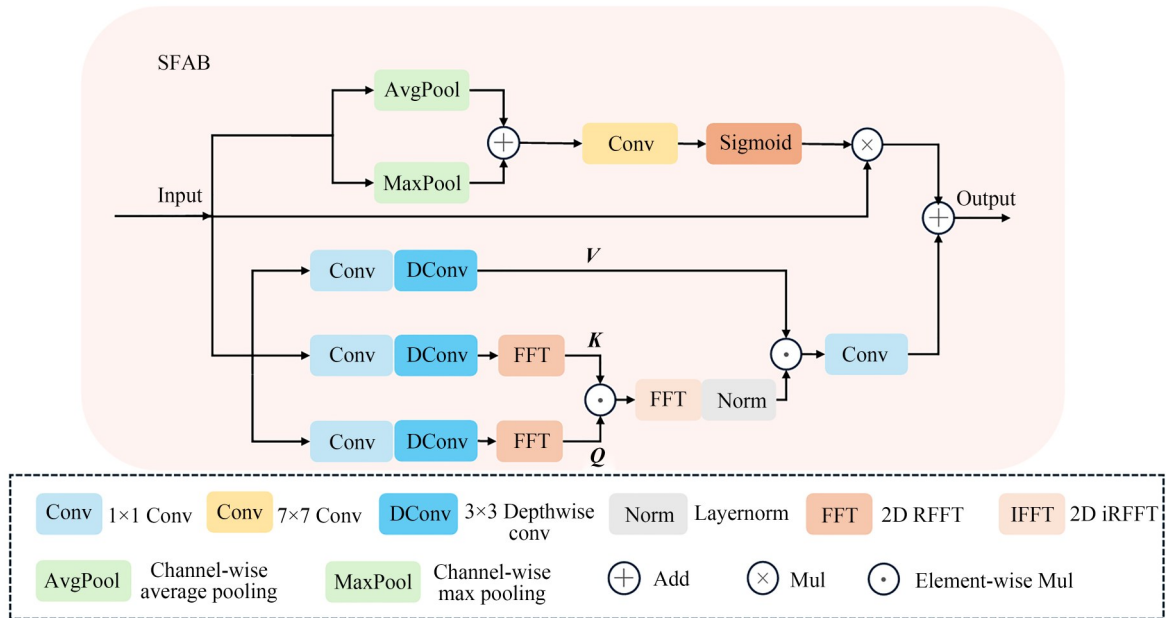 SFAB
AvgPool
Conv
Sigmoid
MaxPool
Input
Output
Conv DConv
V
Conv DConv FFT
K
Conv
FFT Norm
Conv DConv FFT
Q
Conv 1×1 Conv Conv 7×7 Conv DConv 3×3 Depthwise
conv
Norm Layernorm FFT 2D RFFT IFFT 2D iRFFT
AvgPool Channel-wise
average pooling
MaxPool Channel-wise
max pooling
+ Add × Mul · Element-wise Mul